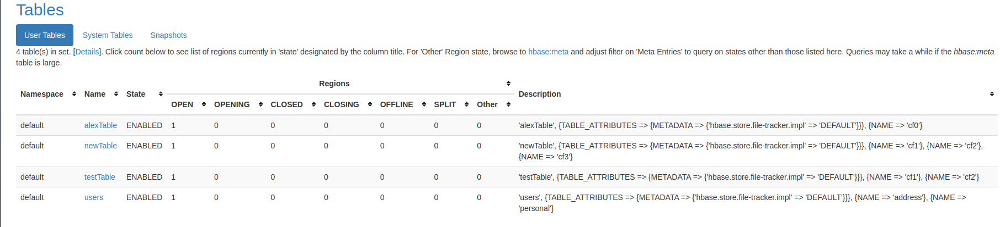 Tables
User Tables System Tables Snapshots
4 table(s) in set. [Details]. Click count below to see list of regions currently in 'state' designated by the column title. For 'Other' Region state, browse to hbase:meta and adjust filter on 'Meta Entries' to query on states other than those listed here. Queries may take a while if the hbase:meta
table is large.
Regions
Namespace Name State Description
OPEN OPENING CLOSED CLOSING OFFLINE SPLIT Other
default alexTable ENABLED 1 0 0 0 0 0 0 'alexTable', {TABLE_ATTRIBUTES => {METADATA => {'hbase.store.file-tracker.impl' => 'DEFAULT'}}}, {NAME => 'cf0'}
default newTable ENABLED 1 0 0 0 0 0 0 'newTable', {TABLE_ATTRIBUTES => {METADATA => {'hbase.store.file-tracker.impl' => 'DEFAULT'}}}, {NAME => 'cf1'}, {NAME => 'cf2'},
{NAME => 'cf3'}
default testTable ENABLED 1 0 0 0 0 0 0 'testTable', {TABLE_ATTRIBUTES => {METADATA => {'hbase.store.file-tracker.impl' => 'DEFAULT'}}}, {NAME => 'cf1'}, {NAME => 'cf2'}
default users ENABLED 1 0 0 0 0 0 0 'users', {TABLE_ATTRIBUTES => {METADATA => {'hbase.store.file-tracker.impl' => 'DEFAULT'}}}, {NAME => 'address'}, {NAME =>
'personal'}